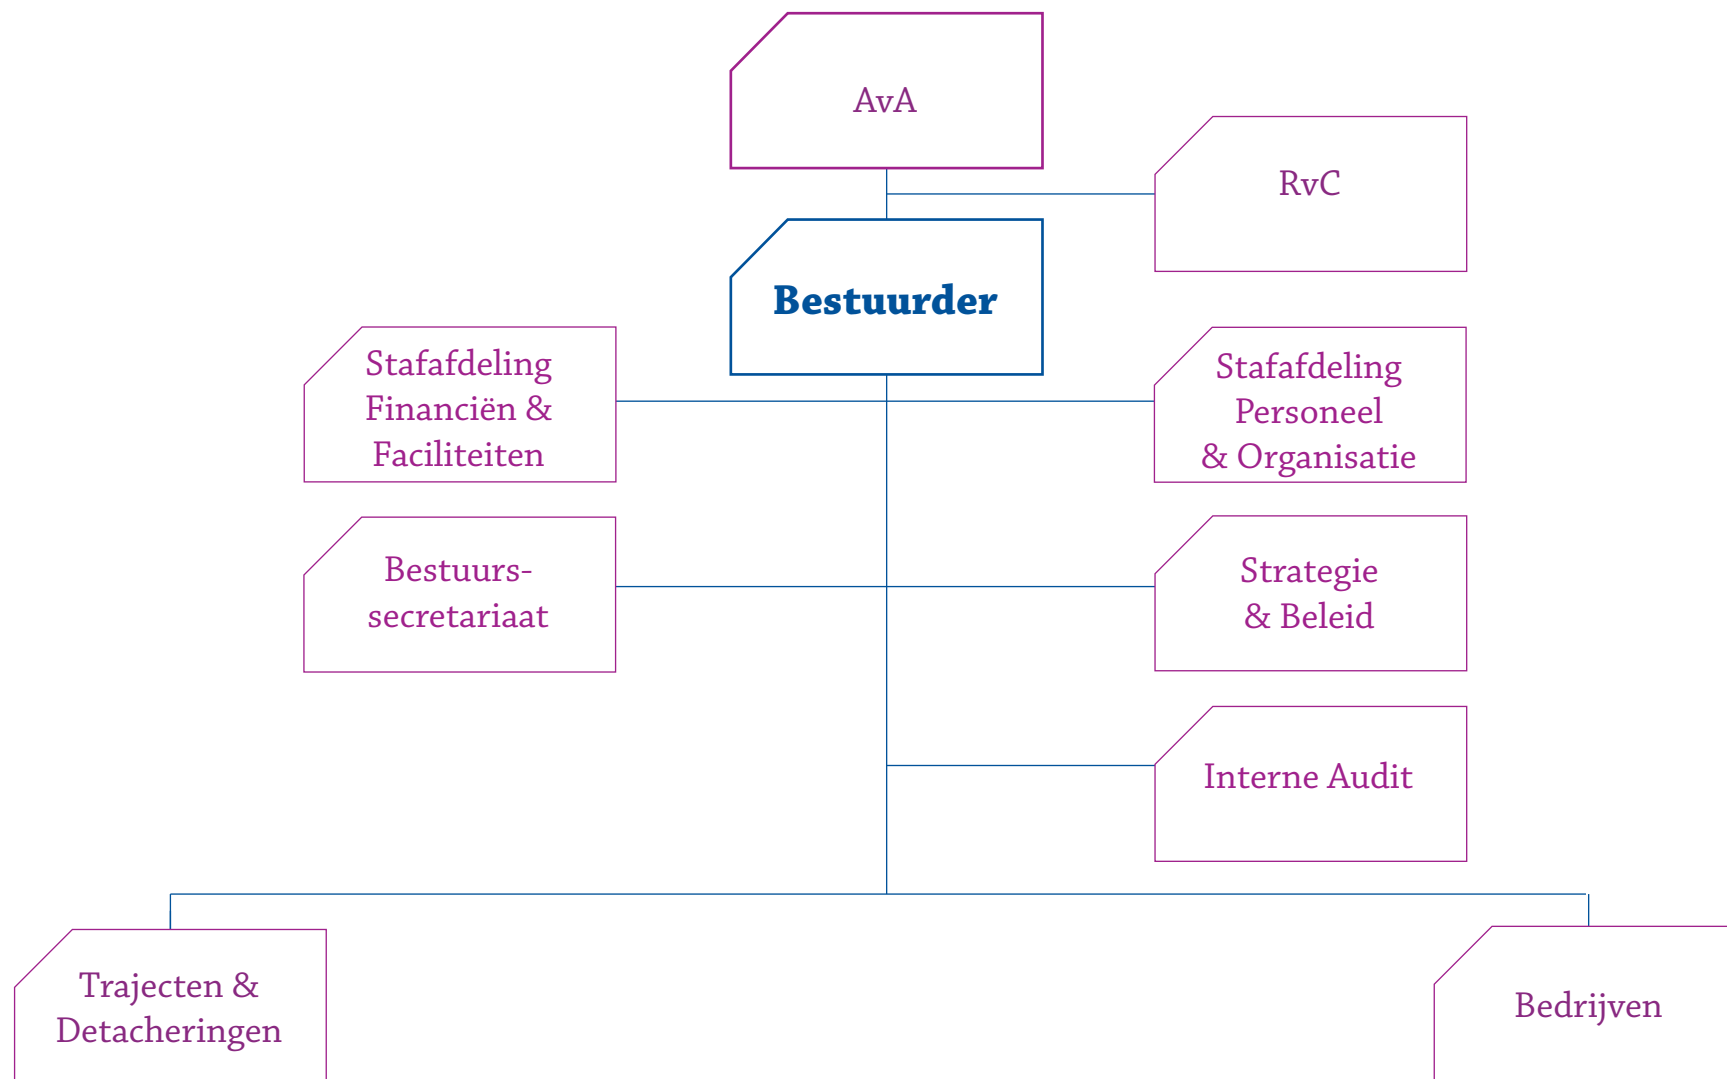 AvA
RvC
Bestuurder
Stafafdeling
Financiën &
Faciliteiten
Stafafdeling
Personeel
& Organisatie
Bestuurs-
secretariaat
Strategie
& Beleid
Interne Audit
Trajecten &
Detacheringen
Bedrijven